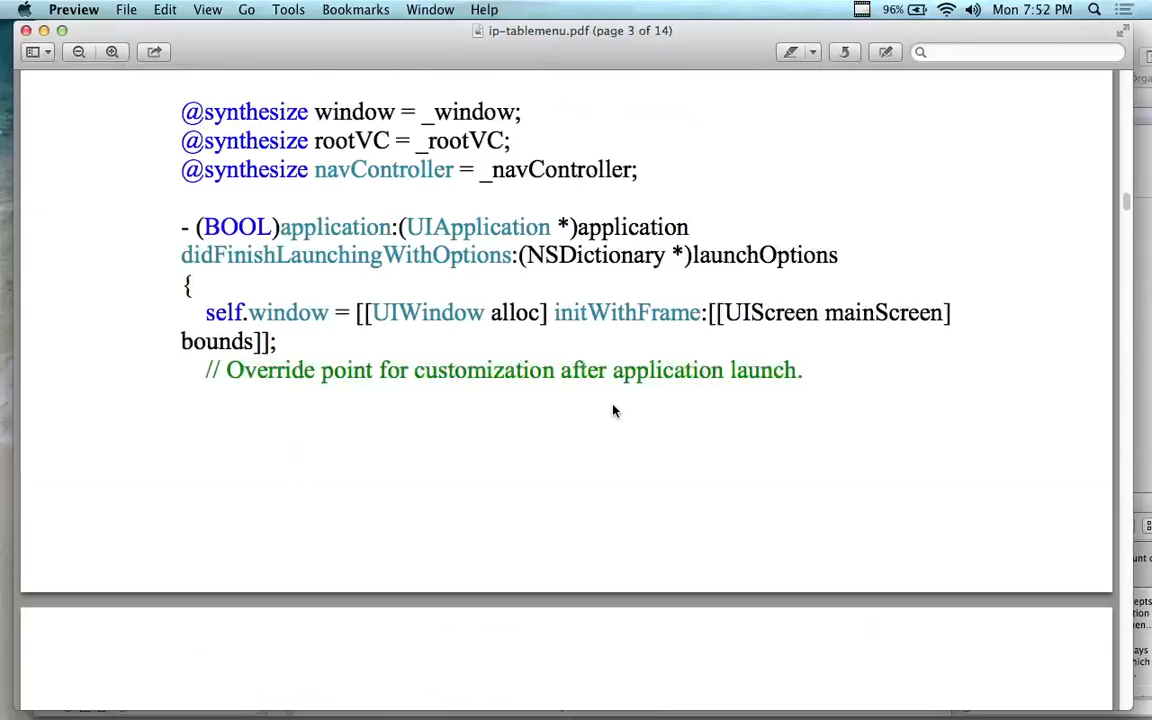 Preview File Edit View Go Tools Bookmarks Window Help 96% Mon 7:52 PM
ip-tablemenu.pdf (page 3 of 14)
@synthesize window = _window;
@synthesize rootVC = _rootVC;
@synthesize navController = _navController;
- (BOOL)application:(UIApplication *)application
didFinishLaunchingWithOptions:(NSDictionary *)launchOptions
{
self.window = [[UIWindow alloc] initWithFrame:[[UIScreen mainScreen]
bounds]];
// Override point for customization after application launch.